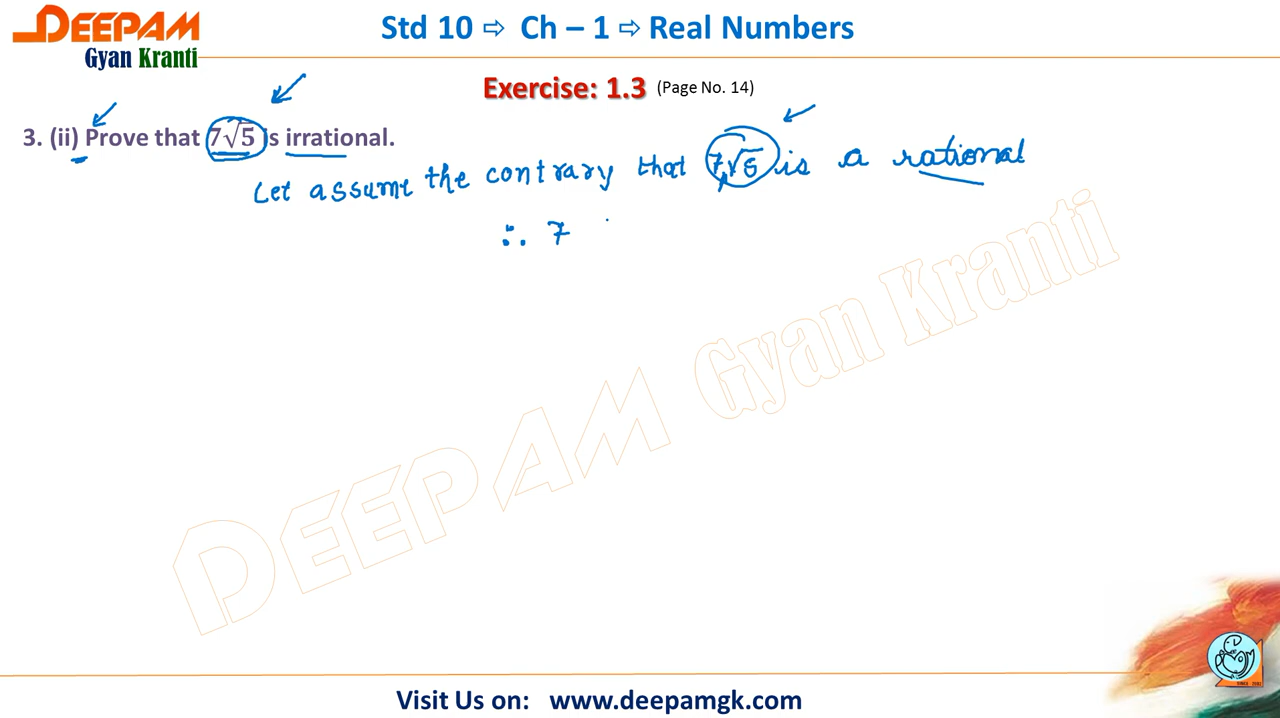 DEEPAM
Gyan Kranti
Std 10 ⇨ Ch – 1 ⇨ Real Numbers
Exercise: 1.3 (Page No. 14)
3. (ii) Prove that 7√5 is irrational.
Let assume the contrary that 7√5 is a rational
∴ 7
DEEPAM Gyan Kranti
Visit Us on: www.deepamgk.com